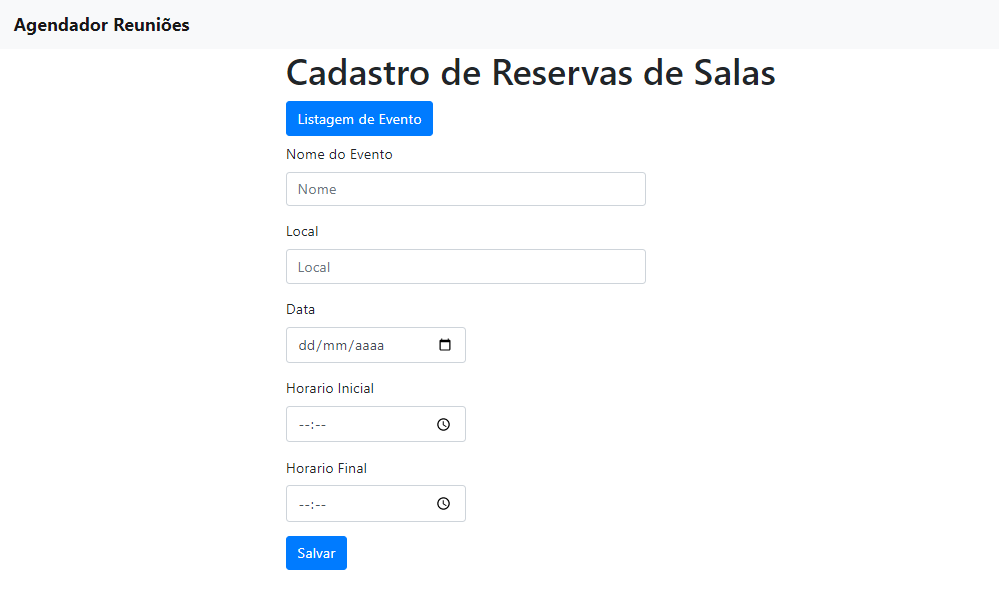 Agendador Reuniões
Cadastro de Reservas de Salas
Listagem de Evento
Nome do Evento
Nome
Local
Local
Data
dd/mm/aaaa
Horario Inicial
--:--
Horario Final
--:--
Salvar